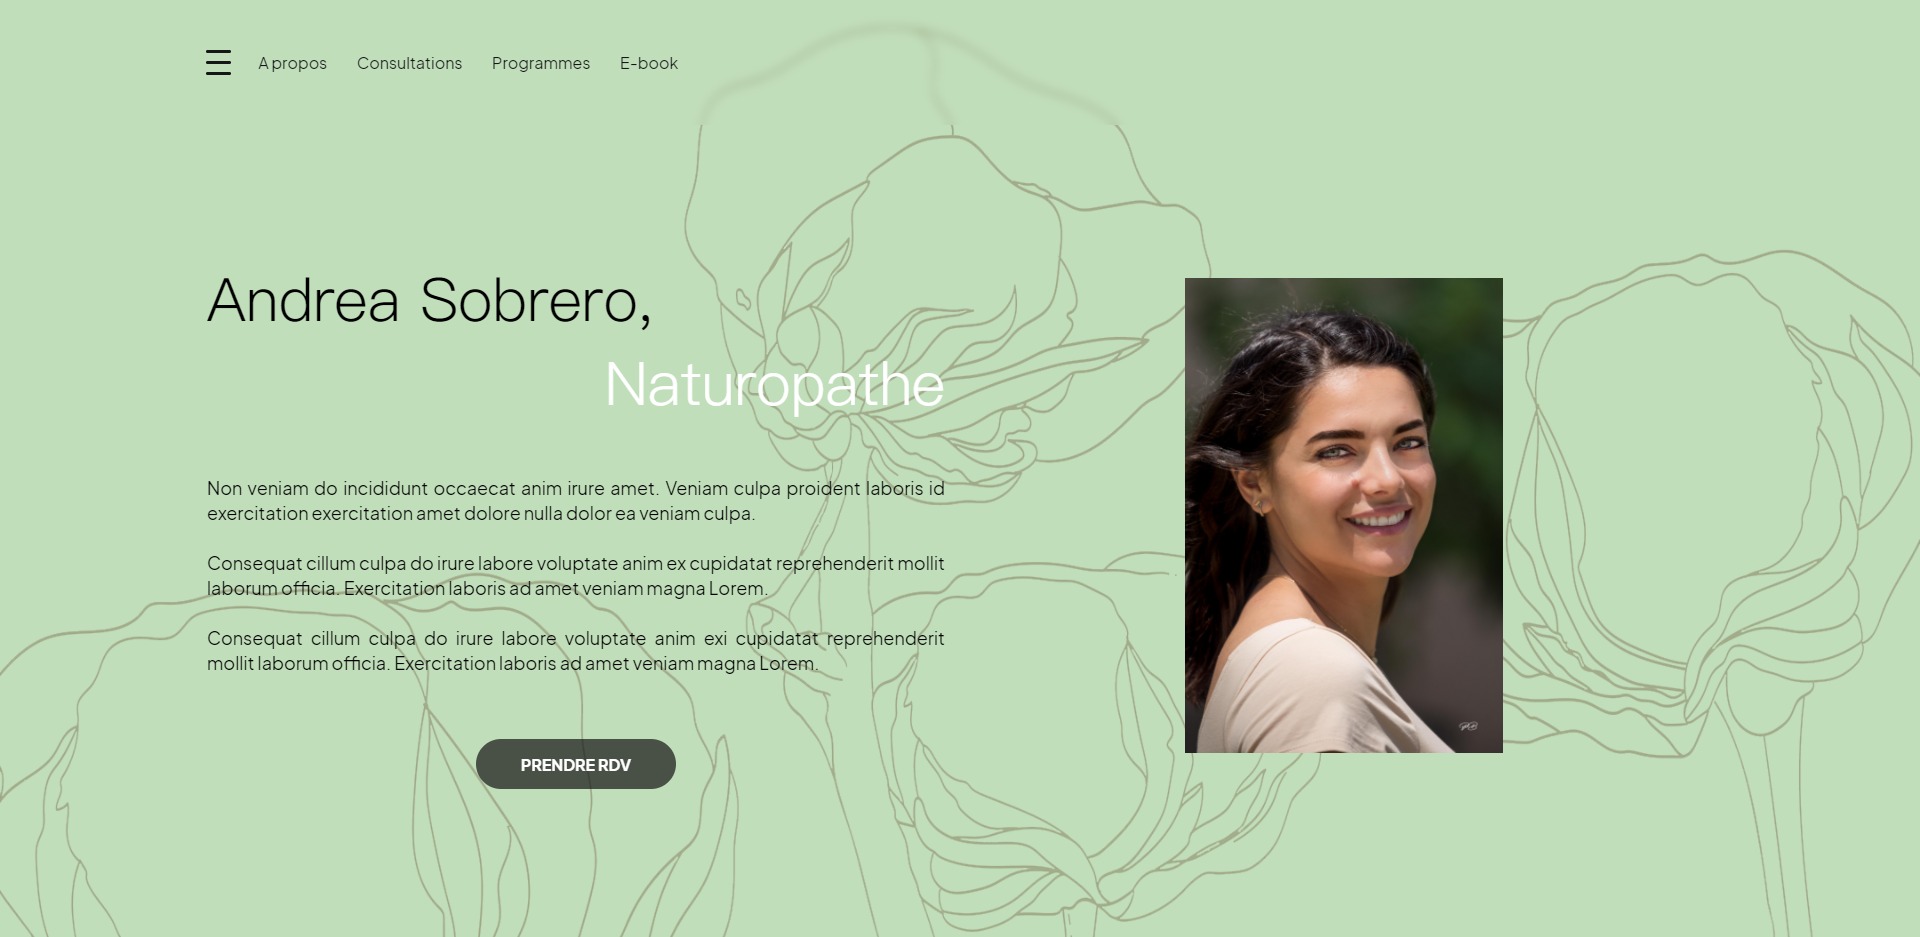 A propos Consultations Programmes E-book
Andrea Sobrero,
Naturopathe
Non veniam do incididunt occaecat anim irure amet. Veniam culpa proident laboris id
exercitation exercitation amet dolore nulla dolor ea veniam culpa.
Consequat cillum culpa do irure labore voluptate anim ex cupidatat reprehenderit mollit
laborum officia. Exercitation laboris ad amet veniam magna Lorem.
Consequat cillum culpa do irure labore voluptate anim exi cupidatat reprehenderit
mollit laborum officia. Exercitation laboris ad amet veniam magna Lorem.
PRENDRE RDV